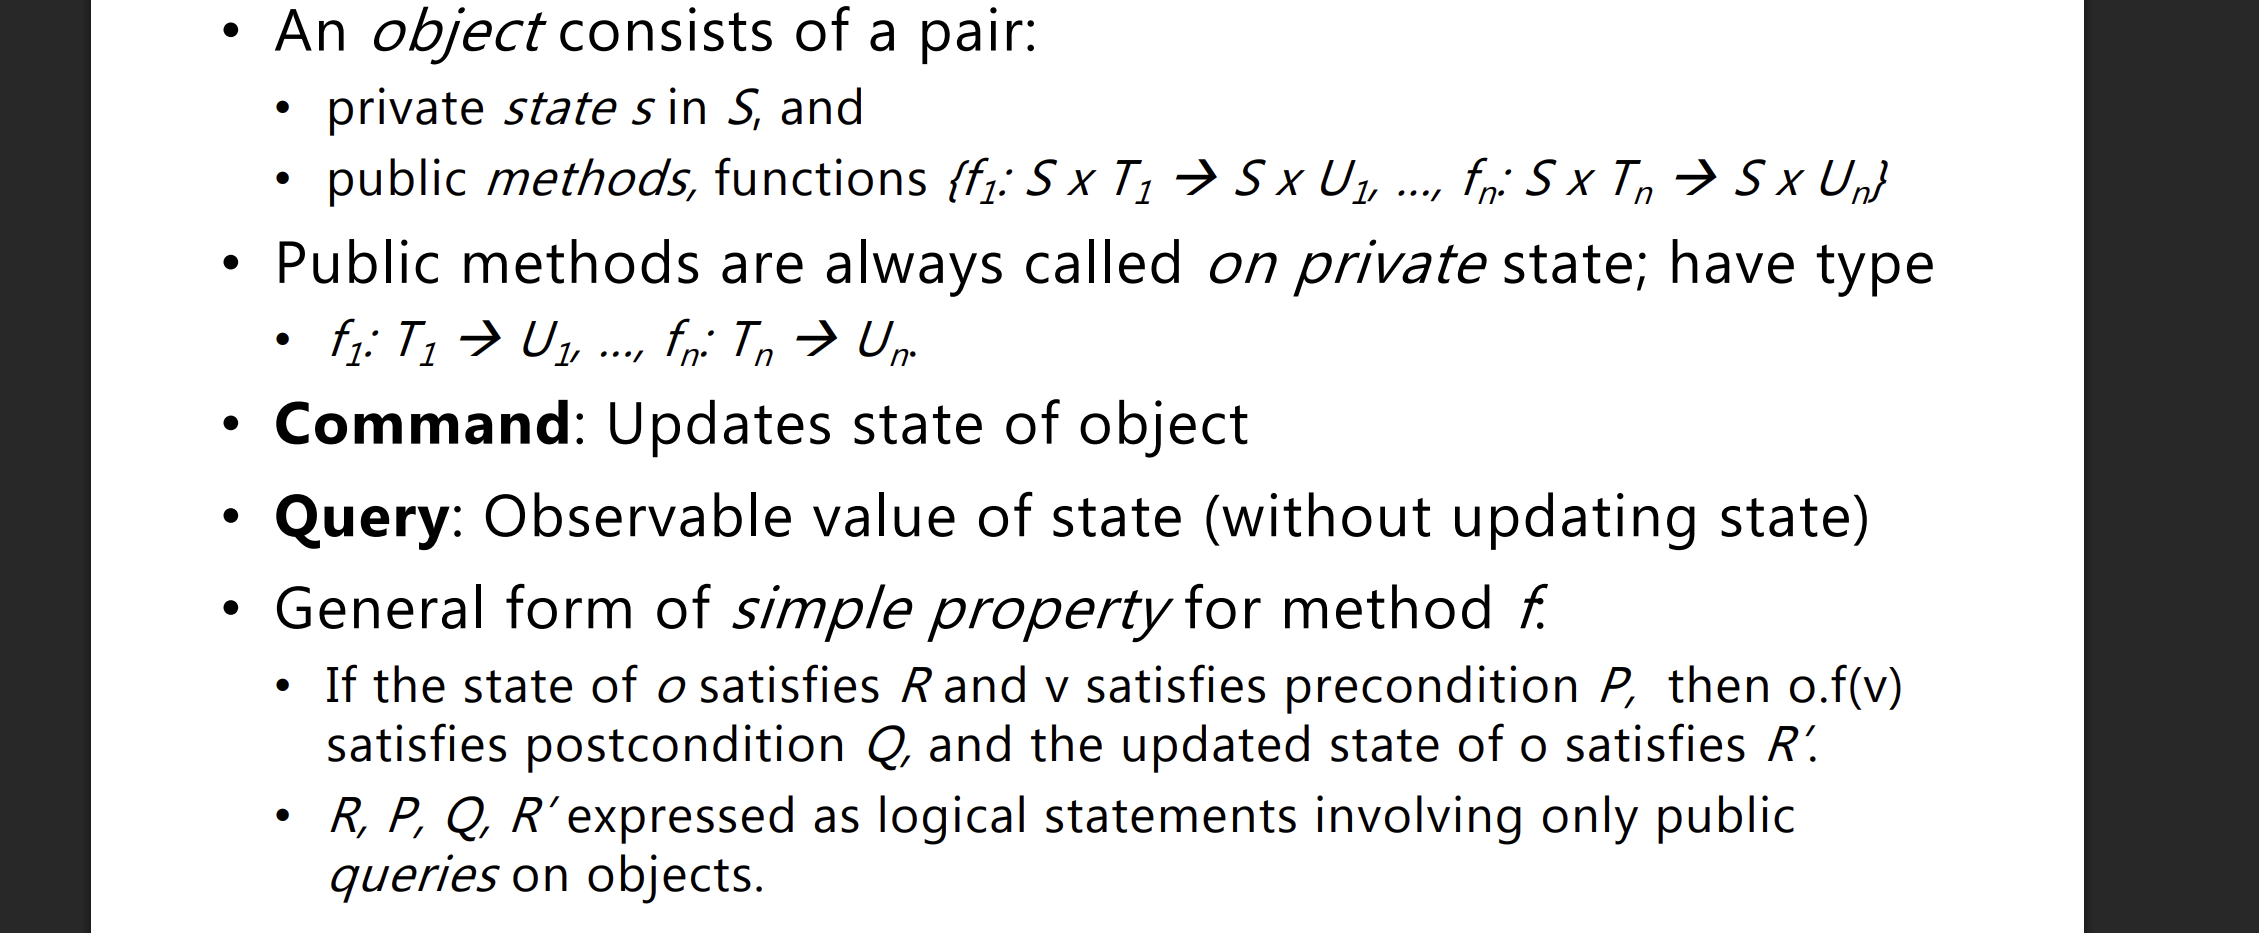 • An object consists of a pair:
• private state s in S, and
• public methods, functions {f₁: S x T₁ → S x U₁, ..., fₙ: S x Tₙ → S x Uₙ}
• Public methods are always called on private state; have type
• f₁: T₁ → U₁, ..., fₙ: Tₙ → Uₙ.
• Command: Updates state of object
• Query: Observable value of state (without updating state)
• General form of simple property for method f:
• If the state of o satisfies R and v satisfies precondition P, then o.f(v)
satisfies postcondition Q, and the updated state of o satisfies R’.
• R, P, Q, R’ expressed as logical statements involving only public
queries on objects.